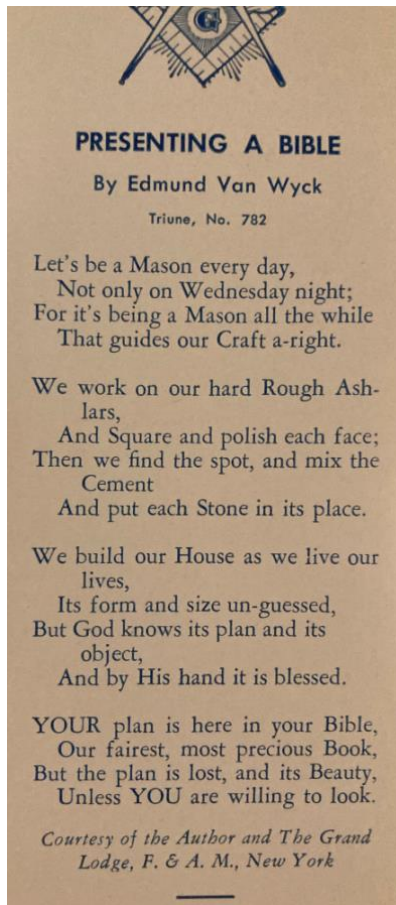 G
PRESENTING A BIBLE
By Edmund Van Wyck
Triune, No. 782
Let's be a Mason every day,
Not only on Wednesday night;
For it's being a Mason all the while
That guides our Craft a-right.
We work on our hard Rough Ash-
lars,
And Square and polish each face;
Then we find the spot, and mix the
Cement
And put each Stone in its place.
We build our House as we live our
lives,
Its form and size un-guessed,
But God knows its plan and its
object,
And by His hand it is blessed.
YOUR plan is here in your Bible,
Our fairest, most precious Book,
But the plan is lost, and its Beauty,
Unless YOU are willing to look.
Courtesy of the Author and The Grand
Lodge, F. & A. M., New York